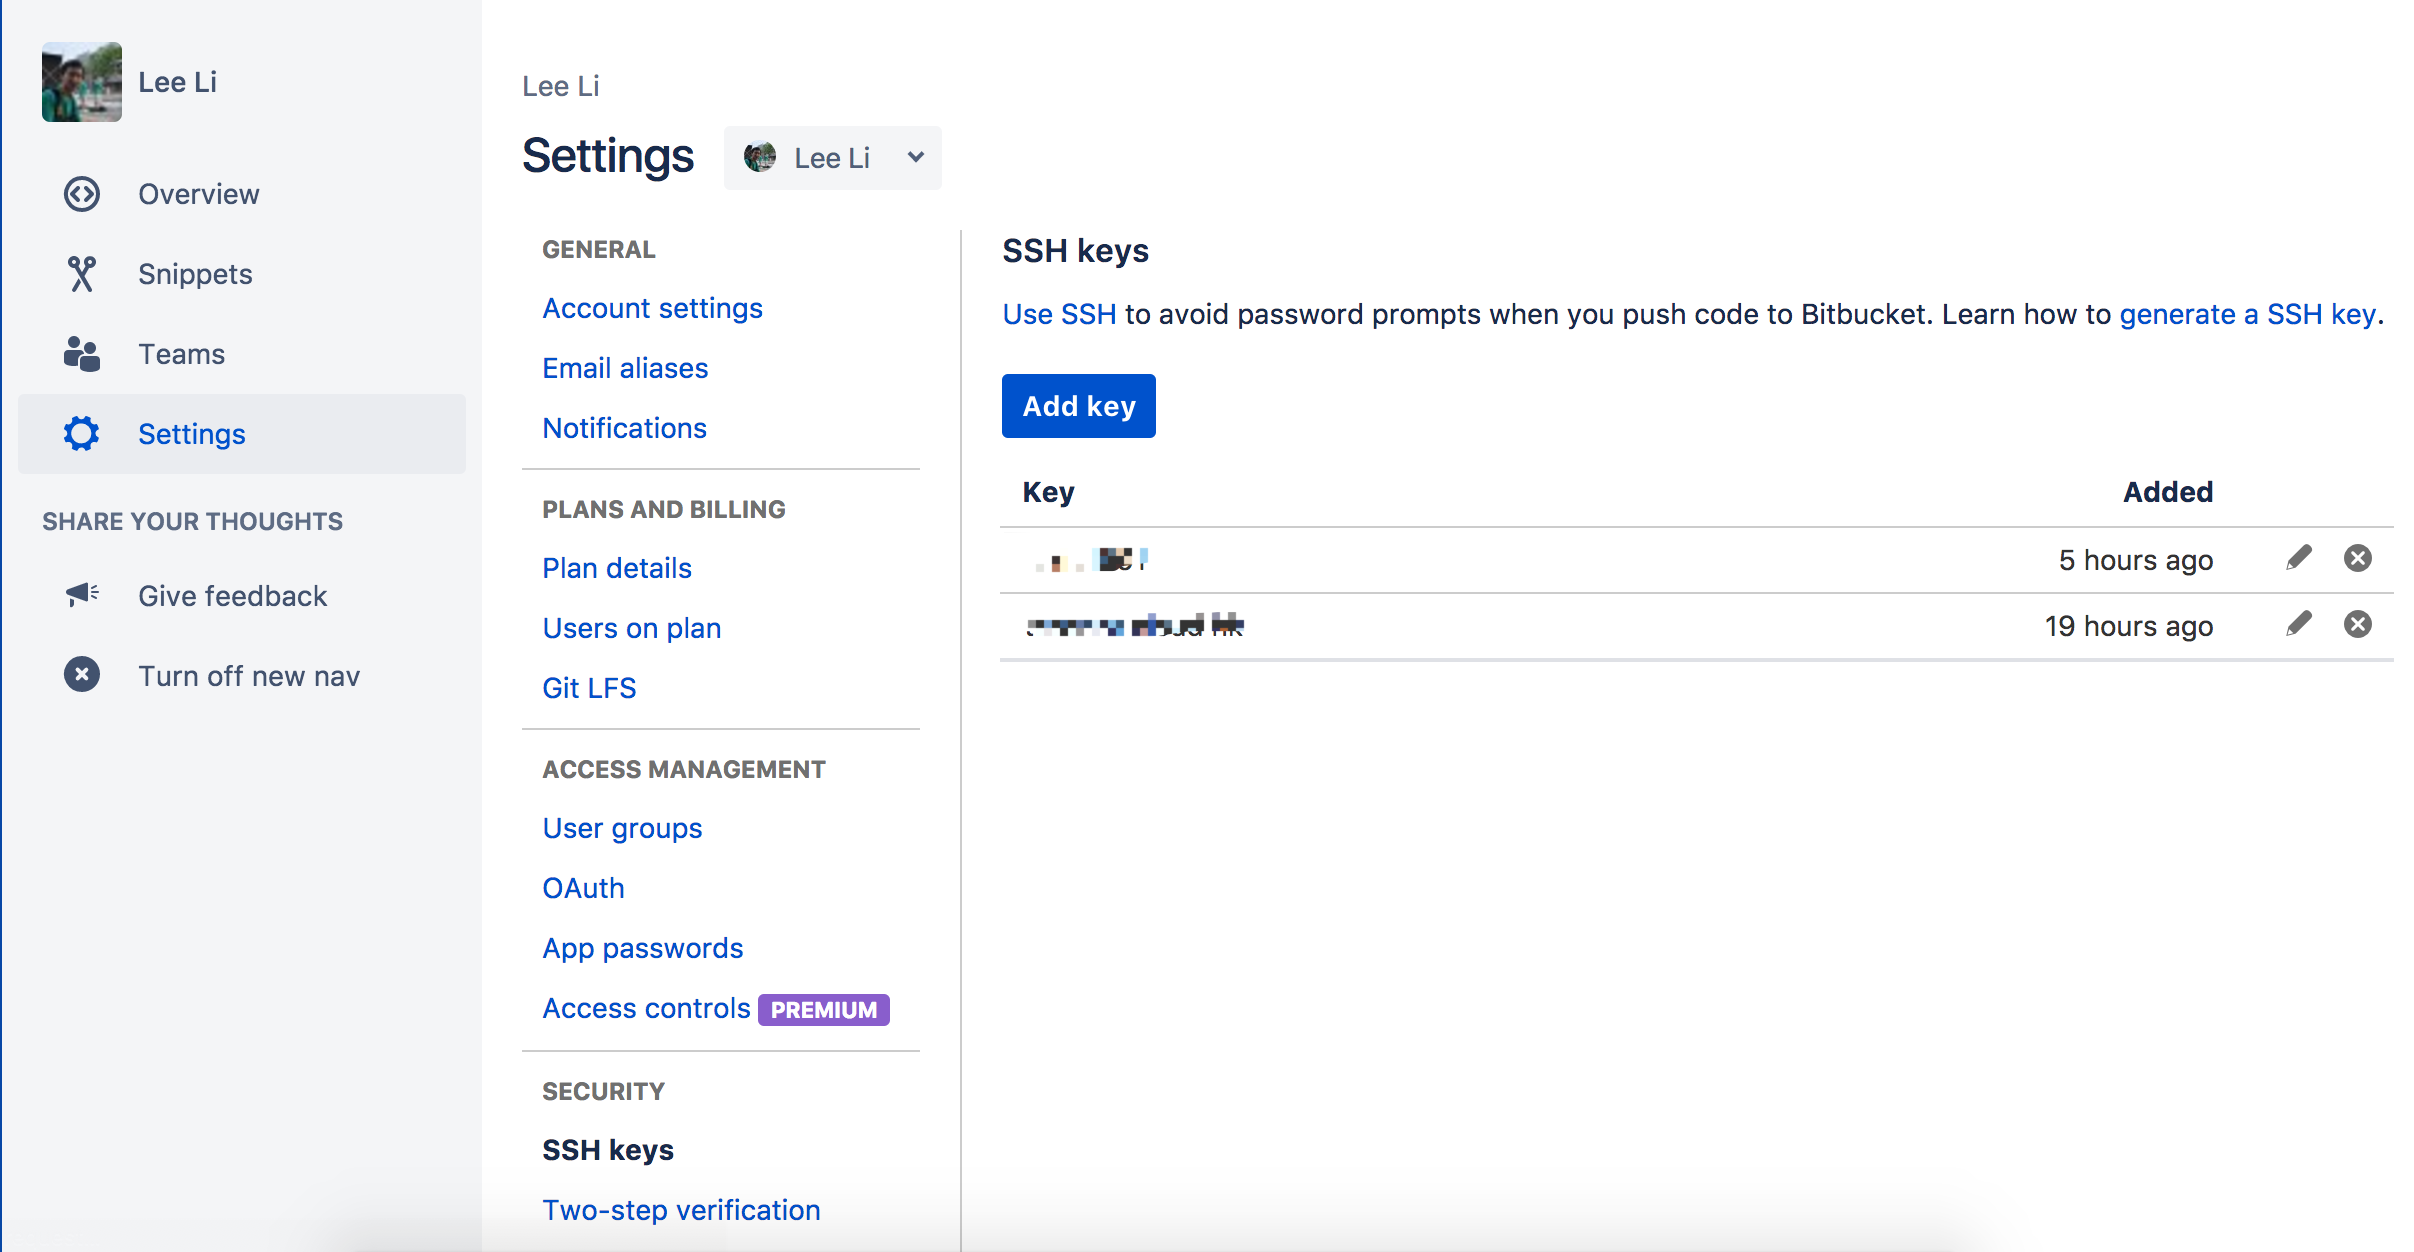 Lee Li
Overview
Snippets
Teams
Settings
SHARE YOUR THOUGHTS
Give feedback
Turn off new nav
Lee Li
Settings
Lee Li
GENERAL
Account settings
Email aliases
Notifications
PLANS AND BILLING
Plan details
Users on plan
Git LFS
ACCESS MANAGEMENT
User groups
OAuth
App passwords
Access controls PREMIUM
SECURITY
SSH keys
Two-step verification
SSH keys
Use SSH to avoid password prompts when you push code to Bitbucket. Learn how to generate a SSH key.
Add key
Key Added
5 hours ago
19 hours ago